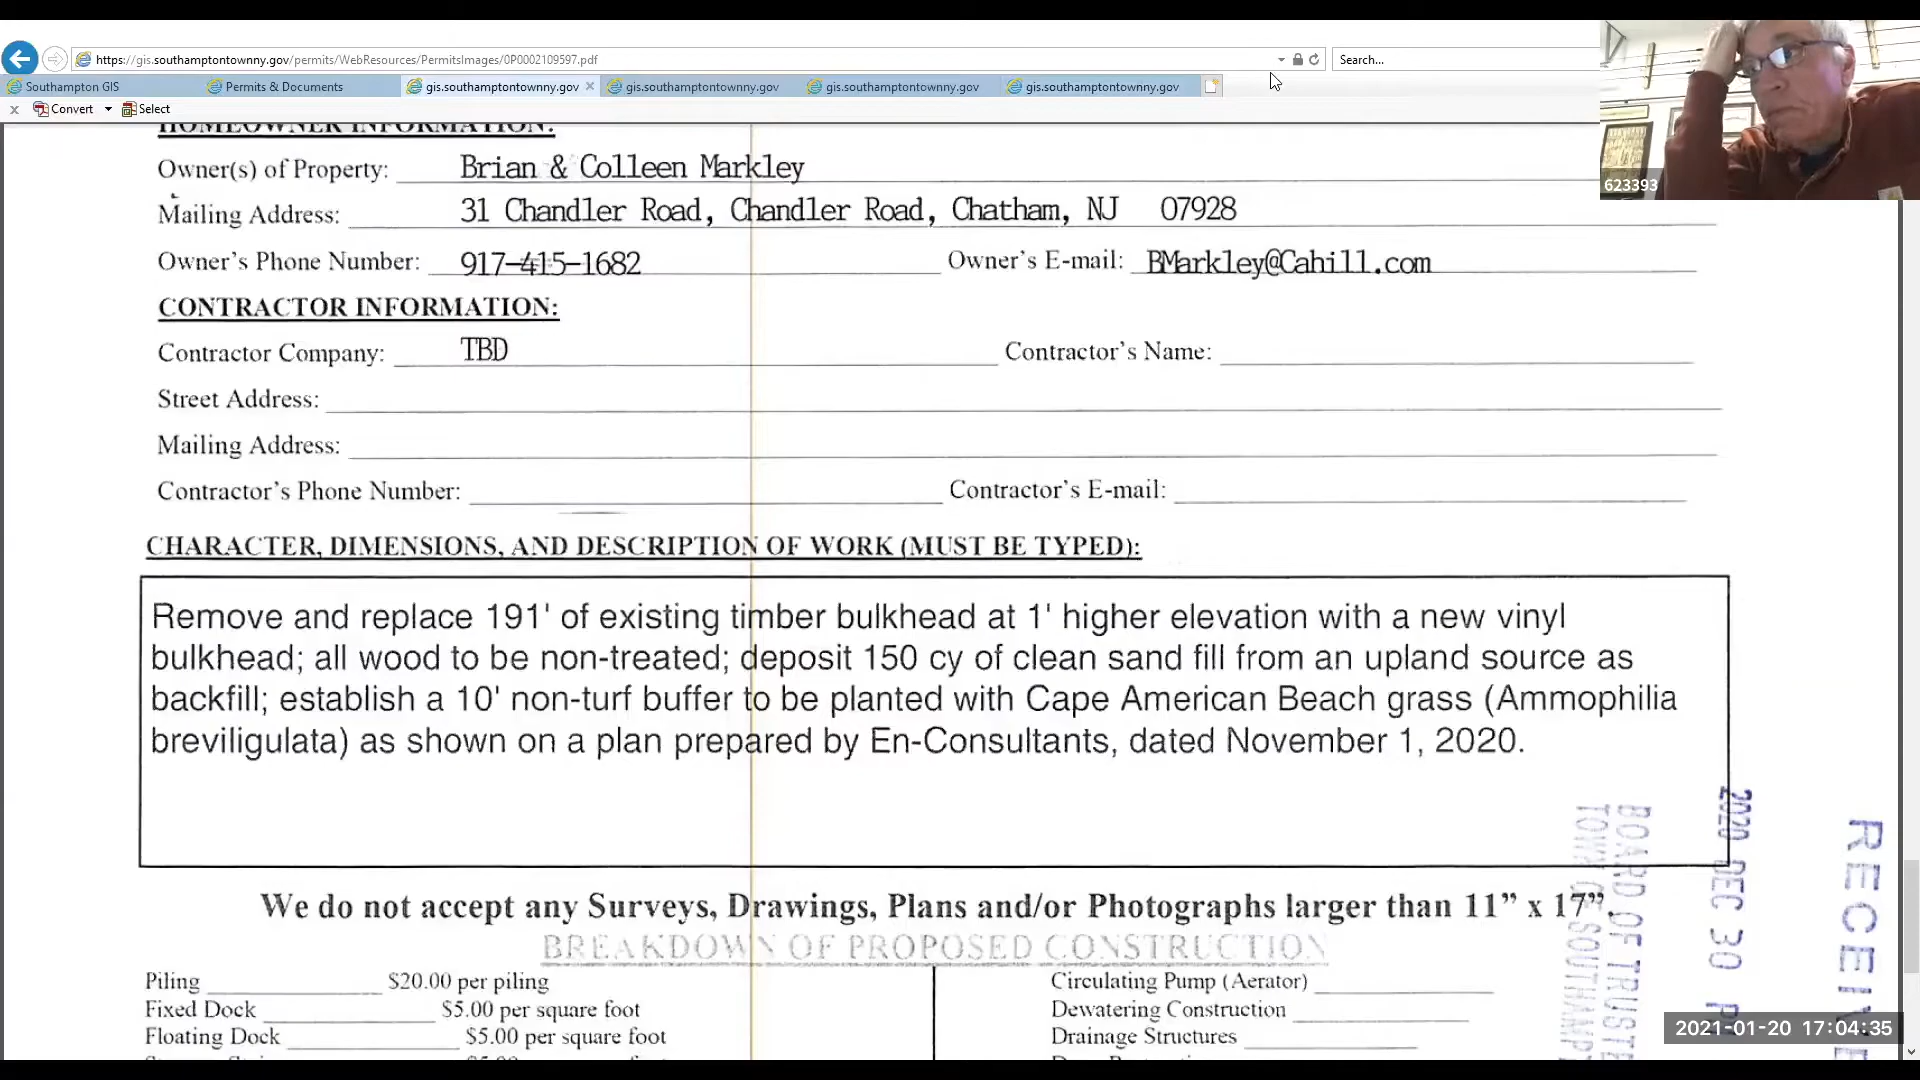 https://gis.southamptontownny.gov/permits/WebResources/PermitsImages/0P0002109597.pdf
Search...
Southampton GIS
Permits & Documents
gis.southamptontownny.gov
gis.southamptontownny.gov
gis.southamptontownny.gov
gis.southamptontownny.gov
x Convert Select
623393
HOMEOWNER INFORMATION:
Owner(s) of Property: Brian & Colleen Markley
Mailing Address: 31 Chandler Road, Chandler Road, Chatham, NJ 07928
Owner's Phone Number: 917-415-1682 Owner's E-mail: BMarkley@Cahill.com
CONTRACTOR INFORMATION:
Contractor Company: TBD Contractor's Name:
Street Address:
Mailing Address:
Contractor's Phone Number: Contractor's E-mail:
CHARACTER, DIMENSIONS, AND DESCRIPTION OF WORK (MUST BE TYPED):
Remove and replace 191' of existing timber bulkhead at 1' higher elevation with a new vinyl
bulkhead; all wood to be non-treated; deposit 150 cy of clean sand fill from an upland source as
backfill; establish a 10' non-turf buffer to be planted with Cape American Beach grass (Ammophilia
breviligulata) as shown on a plan prepared by En-Consultants, dated November 1, 2020.
We do not accept any Surveys, Drawings, Plans and/or Photographs larger than 11” x 17”.
BREAKDOWN OF PROPOSED CONSTRUCTION
Piling $20.00 per piling
Fixed Dock $5.00 per square foot
Floating Dock $5.00 per square foot
Circulating Pump (Aerator)
Dewatering Construction
Drainage Structures
2020 DEC 30
BOARD OF
2021-01-20 17:04:35